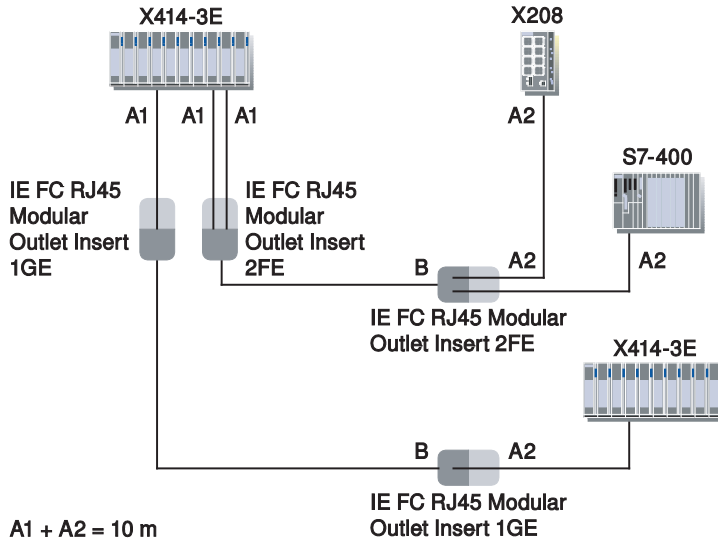 X414-3E
X208
A1
A1
A1
A2
S7-400
IE FC RJ45
Modular
Outlet Insert
1GE
IE FC RJ45
Modular
Outlet Insert
2FE
B
A2
A2
IE FC RJ45 Modular
Outlet Insert 2FE
X414-3E
B
A2
IE FC RJ45 Modular
Outlet Insert 1GE
A1 + A2 = 10 m